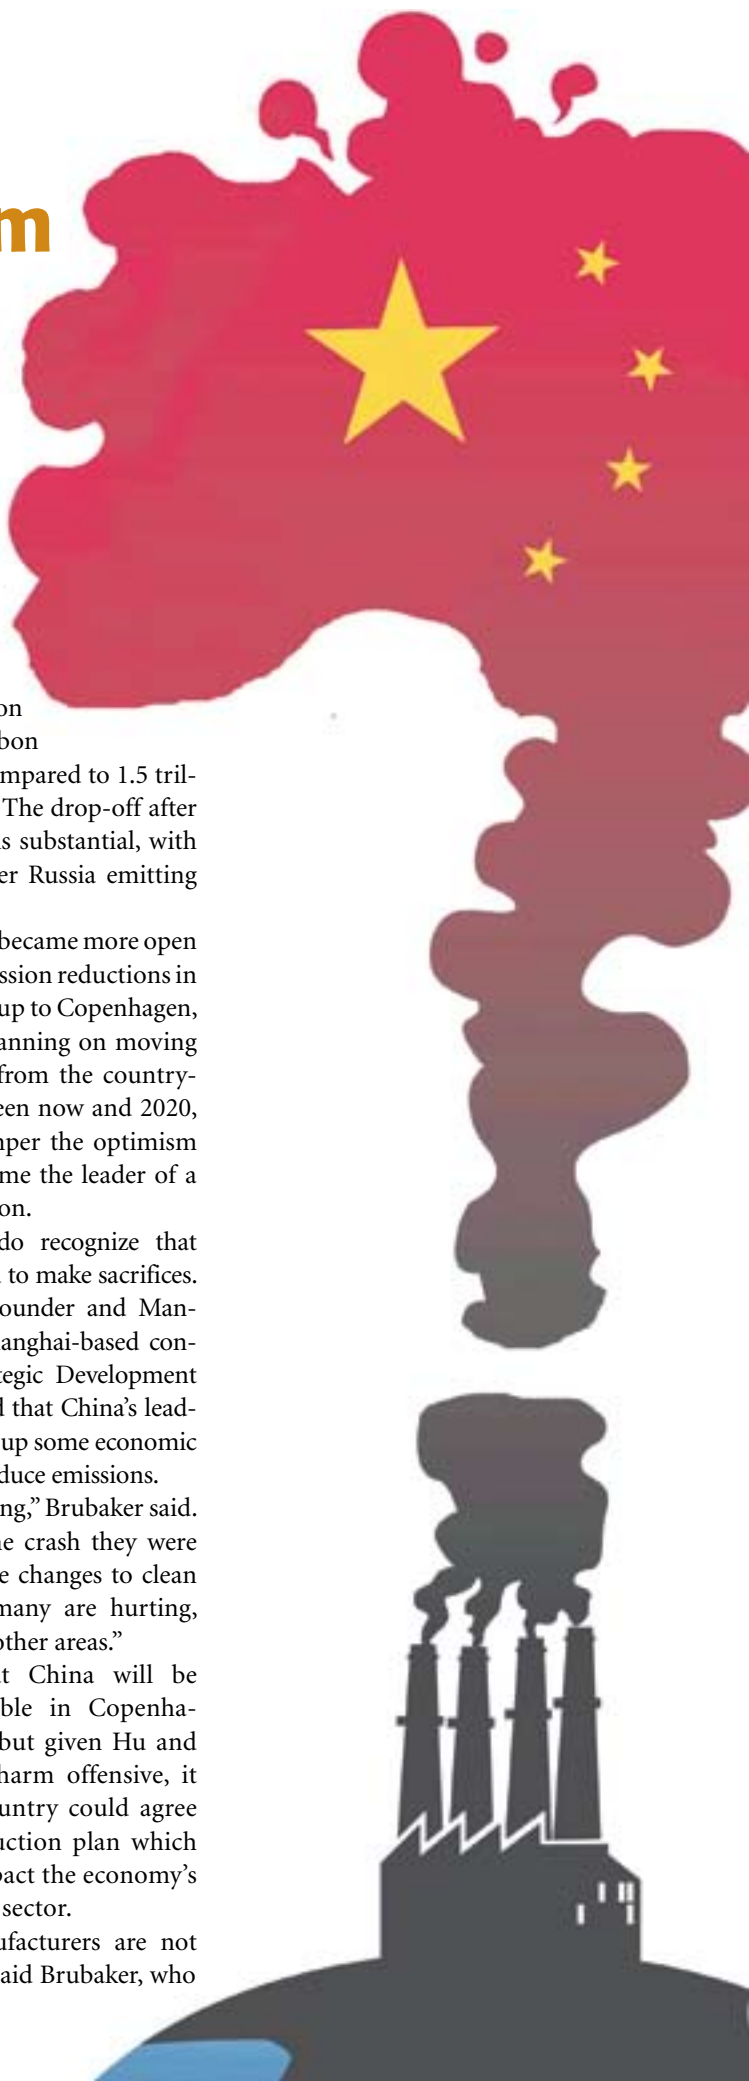 m
on
bon
mpared to 1.5 tril-
The drop-off after
s substantial, with
er Russia emitting
became more open
ssion reductions in
up to Copenhagen,
anning on moving
from the country-
een now and 2020,
nper the optimism
me the leader of a
on.
do recognize that
to make sacrifices.
ounder and Man-
anghai-based con-
tegic Development
d that China's lead-
up some economic
duce emissions.
ng," Brubaker said.
ne crash they were
e changes to clean
many are hurting,
other areas."
t China will be
ble in Copenha-
but given Hu and
harm offensive, it
untry could agree
uction plan which
pact the economy's
sector.
ufacturers are not
aid Brubaker, who